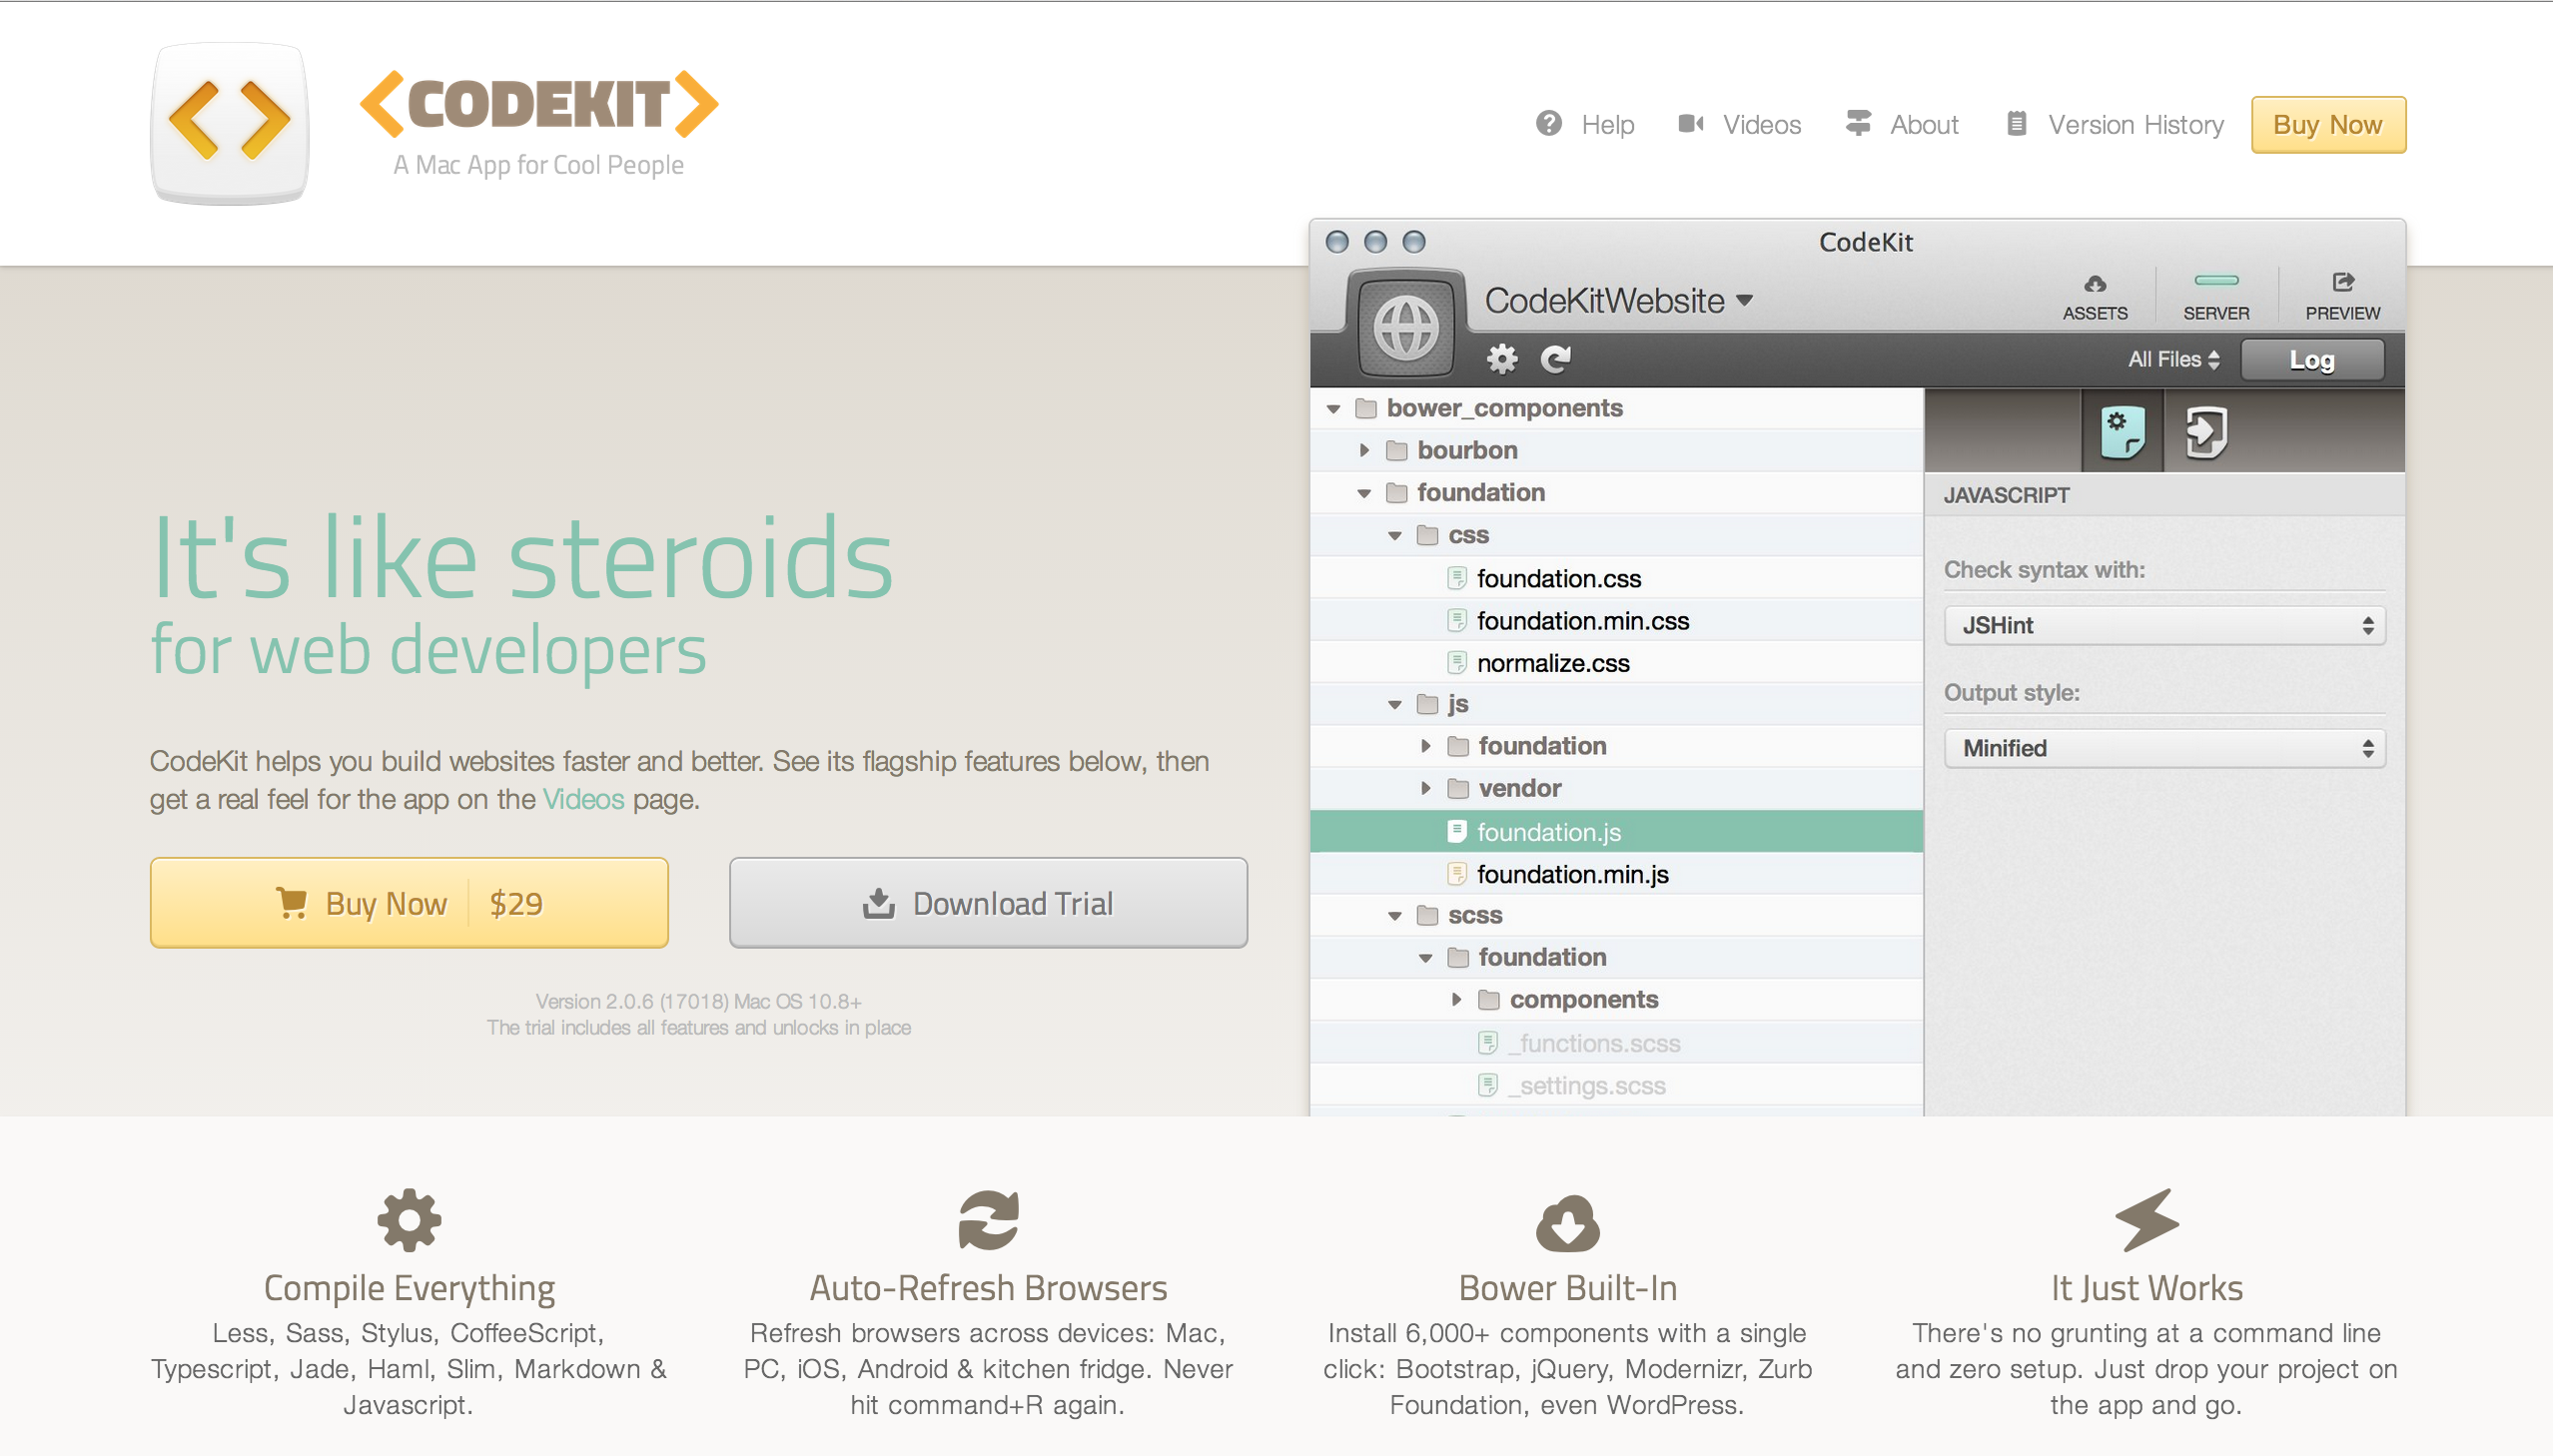 CODEKIT
A Mac App for Cool People
Help
Videos
About
Version History
Buy Now
It's like steroids
for web developers
CodeKit helps you build websites faster and better. See its flagship features below, then
get a real feel for the app on the Videos page.
Buy Now $29
Download Trial
Version 2.0.6 (17018) Mac OS 10.8+
The trial includes all features and unlocks in place
CodeKit
CodeKitWebsite
ASSETS
SERVER
PREVIEW
All Files
Log
bower_components
bourbon
foundation
css
foundation.css
foundation.min.css
normalize.css
js
foundation
vendor
foundation.js
foundation.min.js
scss
foundation
components
_functions.scss
_settings.scss
JAVASCRIPT
Check syntax with:
JSHint
Output style:
Minified
Compile Everything
Less, Sass, Stylus, CoffeeScript,
Typescript, Jade, Haml, Slim, Markdown &
Javascript.
Auto-Refresh Browsers
Refresh browsers across devices: Mac,
PC, iOS, Android & kitchen fridge. Never
hit command+R again.
Bower Built-In
Install 6,000+ components with a single
click: Bootstrap, jQuery, Modernizr, Zurb
Foundation, even WordPress.
It Just Works
There's no grunting at a command line
and zero setup. Just drop your project on
the app and go.